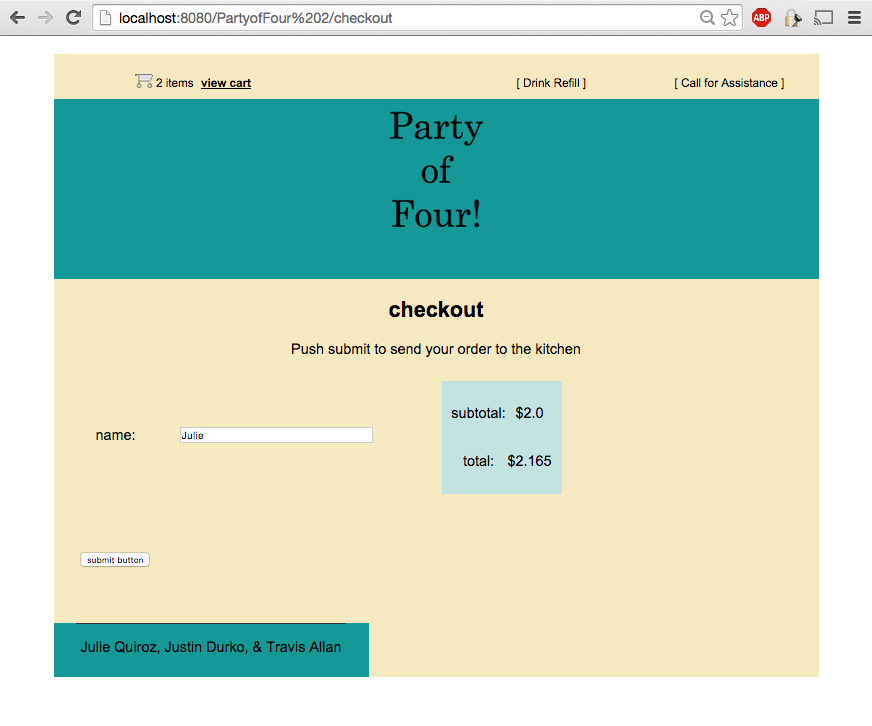 localhost:8080/PartyofFour%202/checkout
ABP
2 items view cart [ Drink Refill ] [ Call for Assistance ]
Party
of
Four!
checkout
Push submit to send your order to the kitchen
subtotal: $2.0
name: Julie
total: $2.165
submit button
Julie Quiroz, Justin Durko, & Travis Allan